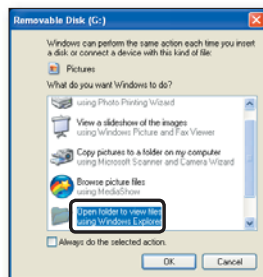 Removable Disk (G:)
Windows can perform the same action each time you insert
a disk or connect a device with this kind of file:
Pictures
What do you want Windows to do?
using Photo Printing Wizard
View a slideshow of the images
using Windows Picture and Fax Viewer
Copy pictures to a folder on my computer
using Microsoft Scanner and Camera Wizard
Browse picture files
using MediaShow
Open folder to view files
using Windows Explorer
Always do the selected action.
OK
Cancel